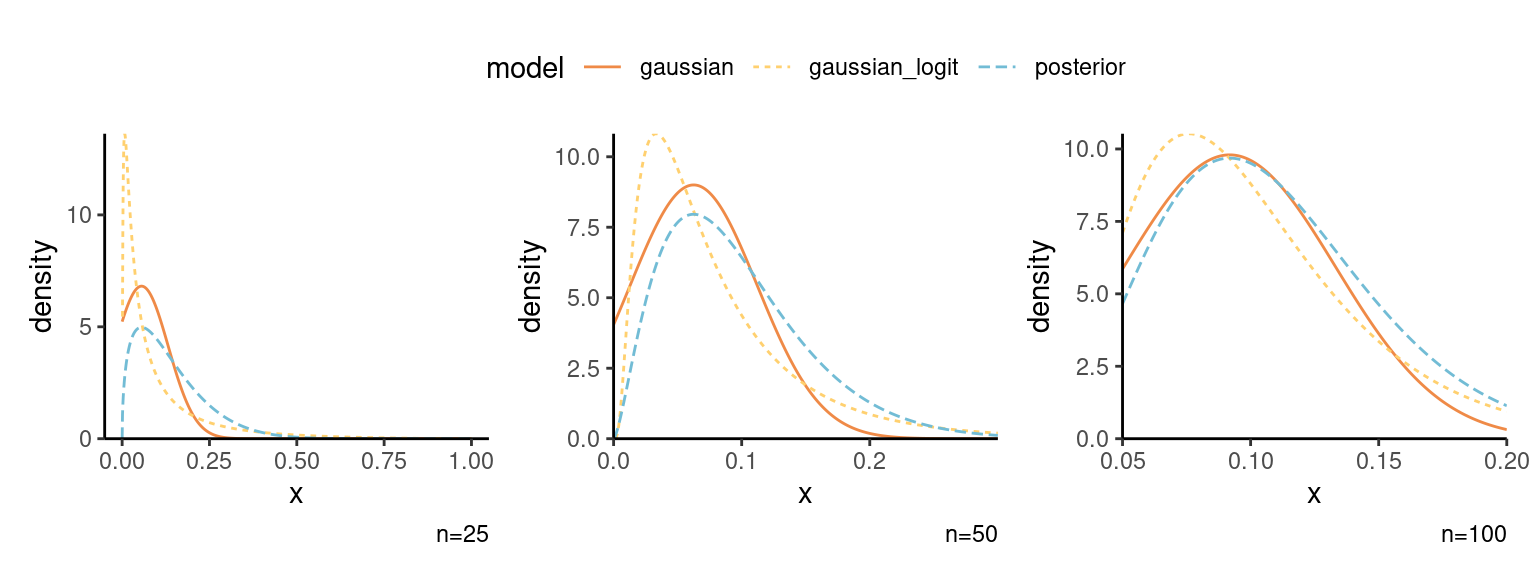 model gaussian gaussian_logit posterior
density
10
5
0
0.00 0.25 0.50 0.75 1.00
x
n=25
density
10.0
7.5
5.0
2.5
0.0
0.0 0.1 0.2
x
n=50
density
10.0
7.5
5.0
2.5
0.0
0.05 0.10 0.15 0.20
x
n=100